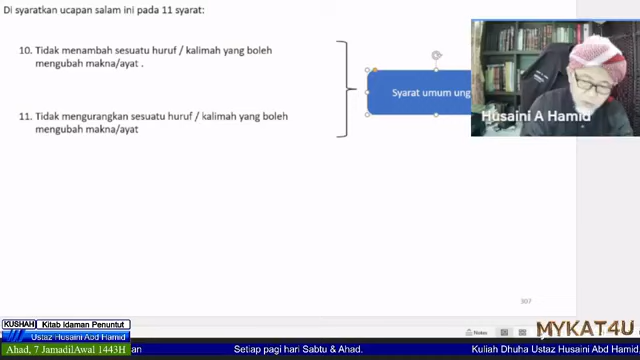 Di syaratkan ucapan salam ini pada 11 syarat:
10. Tidak menambah sesuatu huruf / kalimah yang boleh
mengubah makna/ayat .
Syarat umum ung
11. Tidak mengurangkan sesuatu huruf / kalimah yang boleh
mengubah makna/ayat
Husaini A Hamid
307
Notes
MYKAT4U
KUSHAH Kitab Idaman Penuntut
Ustaz Husaini Abd Hamid
Ahad, 7 JamadilAwal 1443H an Setiap pagi hari Sabtu & Ahad. Kuliah Dhuha Ustaz Husaini Abd Hamid,